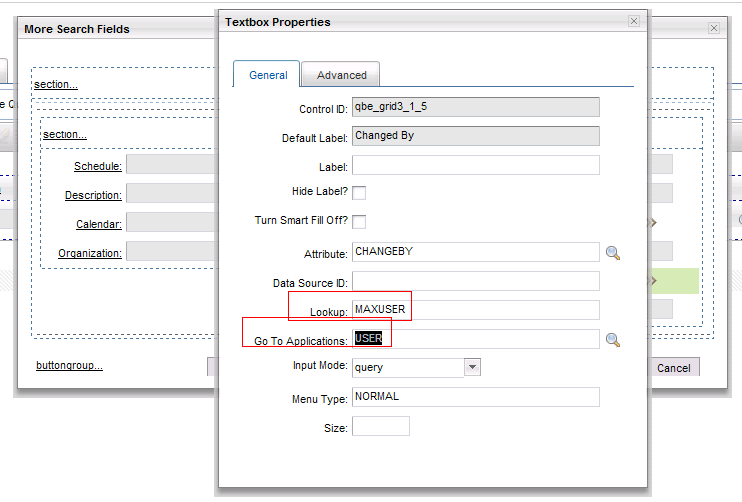 More Search Fields
section...
section...
Schedule:
Description:
Calendar:
Organization:
buttongroup...
Cancel
Textbox Properties
General
Advanced
Control ID: qbe_grid3_1_5
Default Label: Changed By
Label:
Hide Label?
Turn Smart Fill Off?
Attribute: CHANGEBY
Data Source ID:
Lookup: MAXUSER
Go To Applications: USER
Input Mode: query
Menu Type: NORMAL
Size: